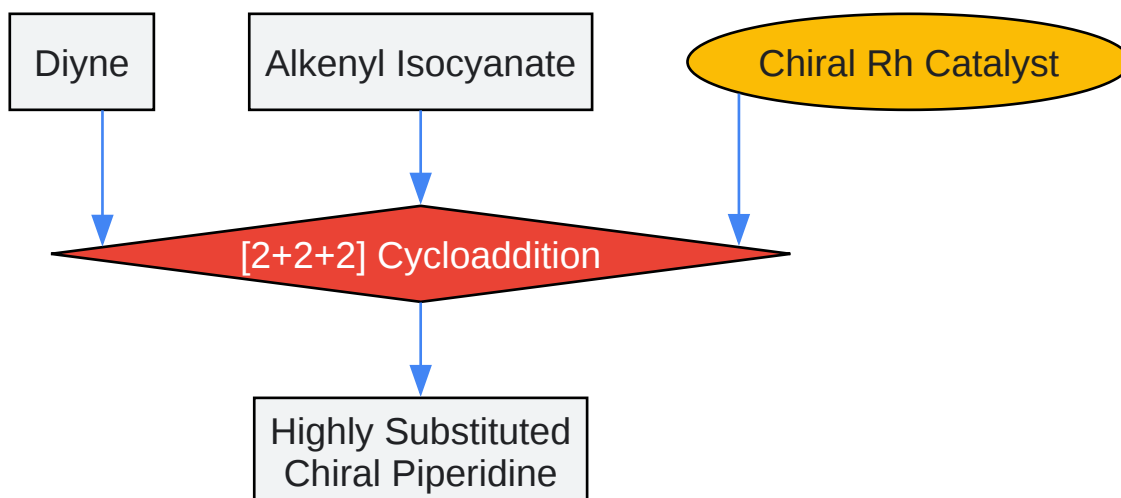 Diyne
Alkenyl Isocyanate
Chiral Rh Catalyst
[2+2+2] Cycloaddition
Highly Substituted
Chiral Piperidine